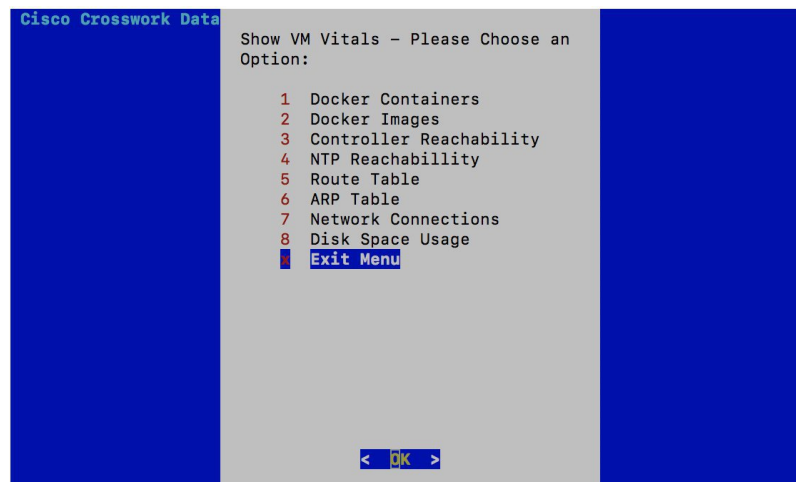 Cisco Crosswork Data
Show VM Vitals – Please Choose an
Option:
1 Docker Containers
2 Docker Images
3 Controller Reachability
4 NTP Reachabillity
5 Route Table
6 ARP Table
7 Network Connections
8 Disk Space Usage
x Exit Menu
< OK >